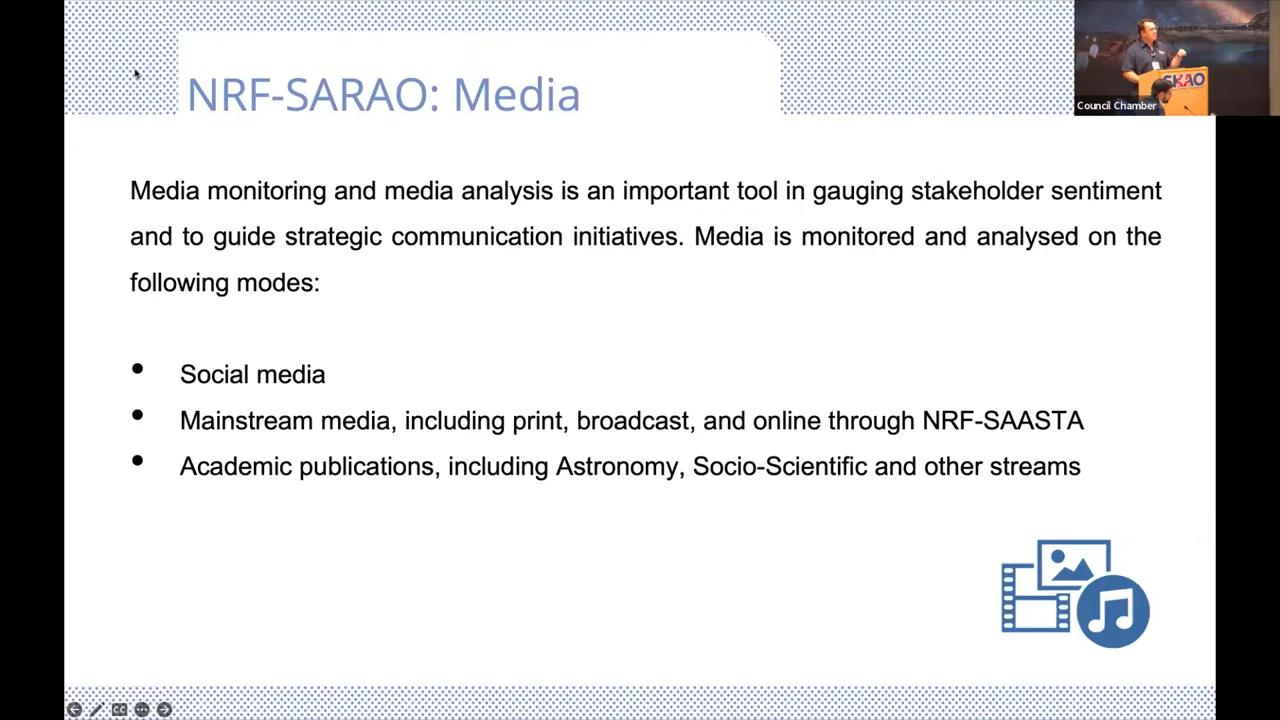 NRF-SARAO: Media
SKAO
Council Chamber
Media monitoring and media analysis is an important tool in gauging stakeholder sentiment
and to guide strategic communication initiatives. Media is monitored and analysed on the
following modes:
• Social media
• Mainstream media, including print, broadcast, and online through NRF-SAASTA
• Academic publications, including Astronomy, Socio-Scientific and other streams
CC